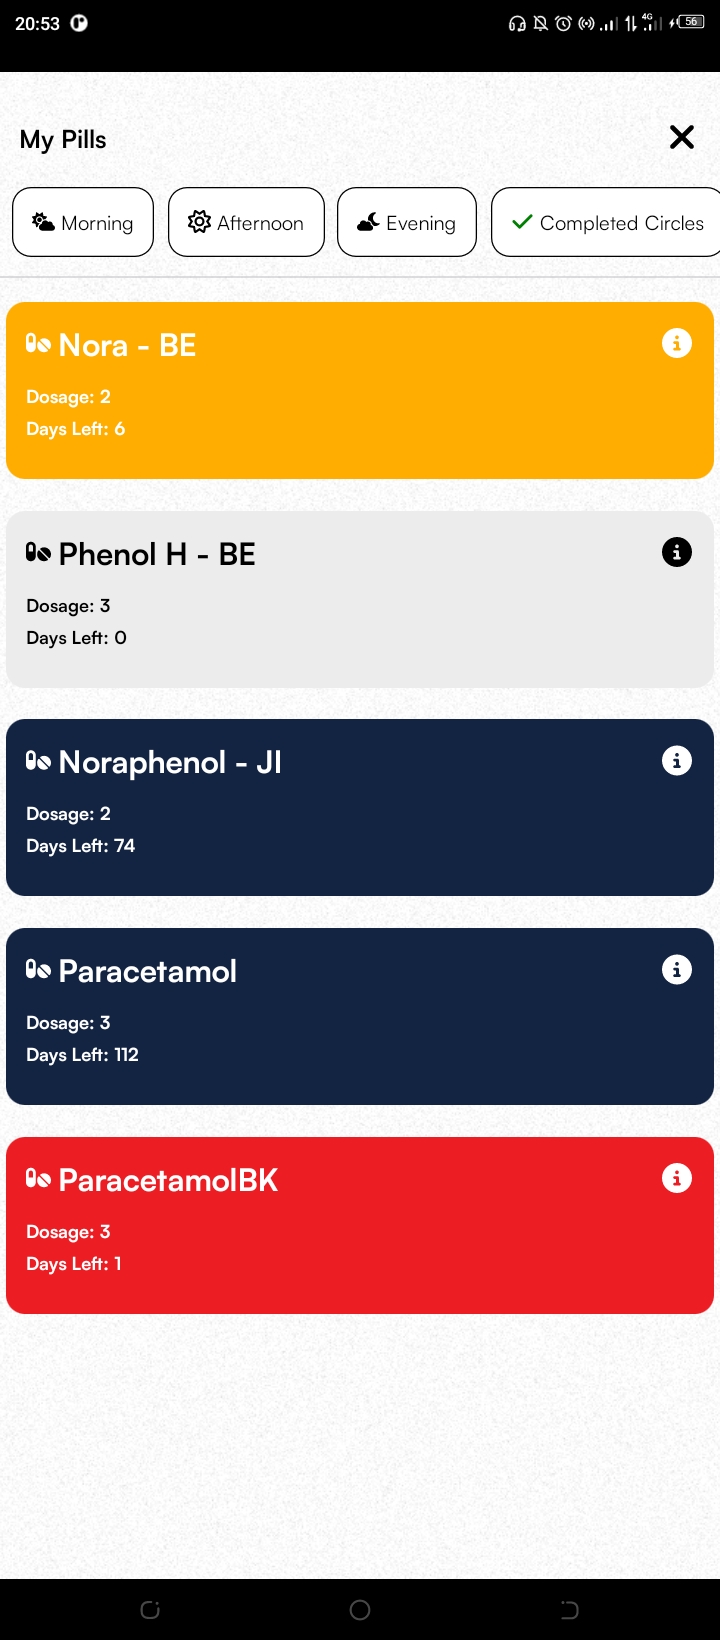 20:53
4G
56
My Pills
Morning
Afternoon
Evening
Completed Circles
Nora - BE
Dosage: 2
Days Left: 6
Phenol H - BE
Dosage: 3
Days Left: 0
Noraphenol - JI
Dosage: 2
Days Left: 74
Paracetamol
Dosage: 3
Days Left: 112
ParacetamolBK
Dosage: 3
Days Left: 1